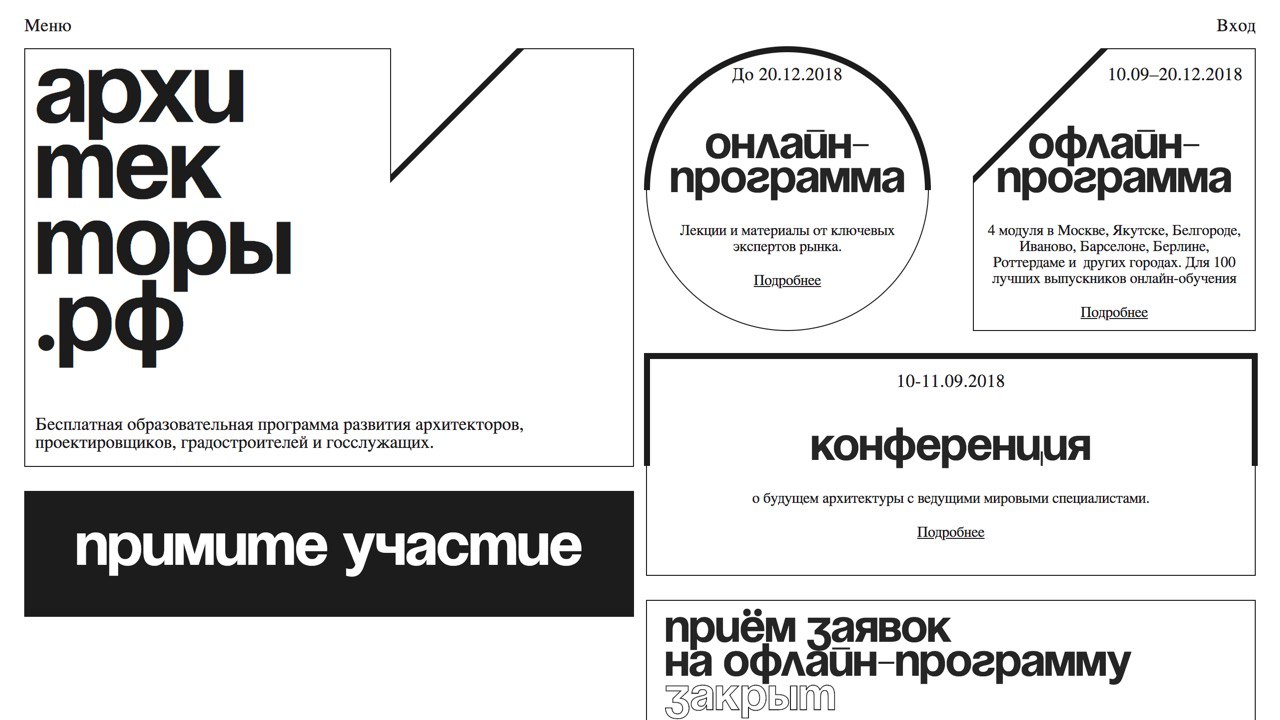 Меню
Вход
архи
тек
торы
.рф
Бесплатная образовательная программа развития архитекторов,
проектировщиков, градостроителей и госслужащих.
примите участие
До 20.12.2018
онлайн-
программа
Лекции и материалы от ключевых
экспертов рынка.
Подробнее
10.09–20.12.2018
офлайн-
программа
4 модуля в Москве, Якутске, Белгороде,
Иваново, Барселоне, Берлине,
Роттердаме и других городах. Для 100
лучших выпускников онлайн-обучения
Подробнее
10-11.09.2018
конференция
о будущем архитектуры с ведущими мировыми специалистами.
Подробнее
приём заявок
на офлайн-программу
закрыт